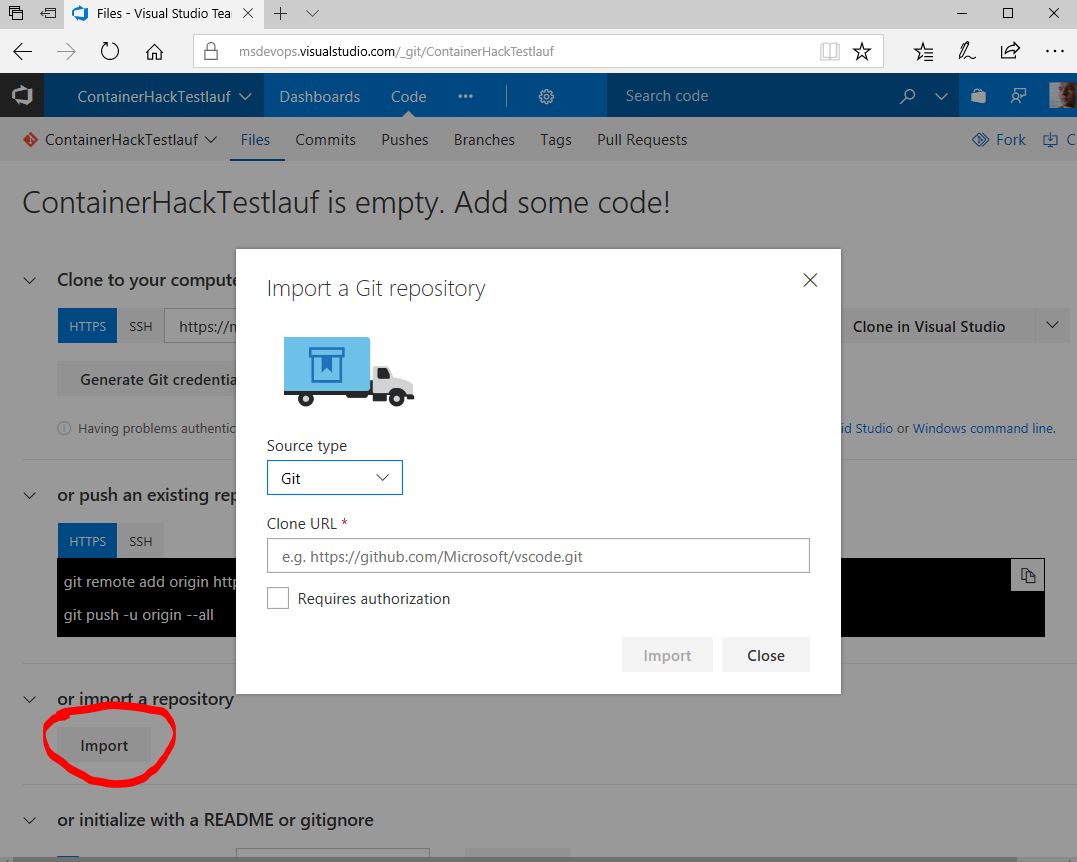 Files - Visual Studio Tea
msdevops.visualstudio.com/_git/ContainerHackTestlauf
ContainerHackTestlauf Dashboards Code ... Search code
ContainerHackTestlauf Files Commits Pushes Branches Tags Pull Requests Fork C
ContainerHackTestlauf is empty. Add some code!
Clone to your compute
HTTPS SSH https://m Clone in Visual Studio
Generate Git credentia
Having problems authentic id Studio or Windows command line.
or push an existing rep
HTTPS SSH
git remote add origin http
git push -u origin --all
or import a repository
Import
or initialize with a README or gitignore
Import a Git repository
Source type
Git
Clone URL *
e.g. https://github.com/Microsoft/vscode.git
Requires authorization
Import Close